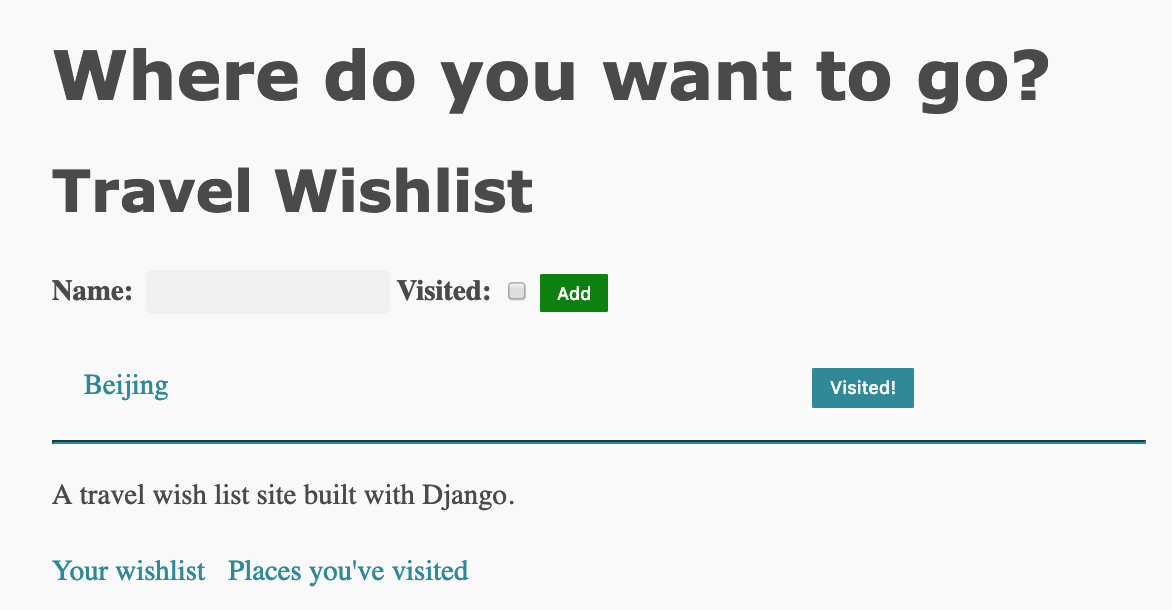 Where do you want to go?
Travel Wishlist
Name: Visited: Add
Beijing Visited!
A travel wish list site built with Django.
Your wishlist Places you've visited